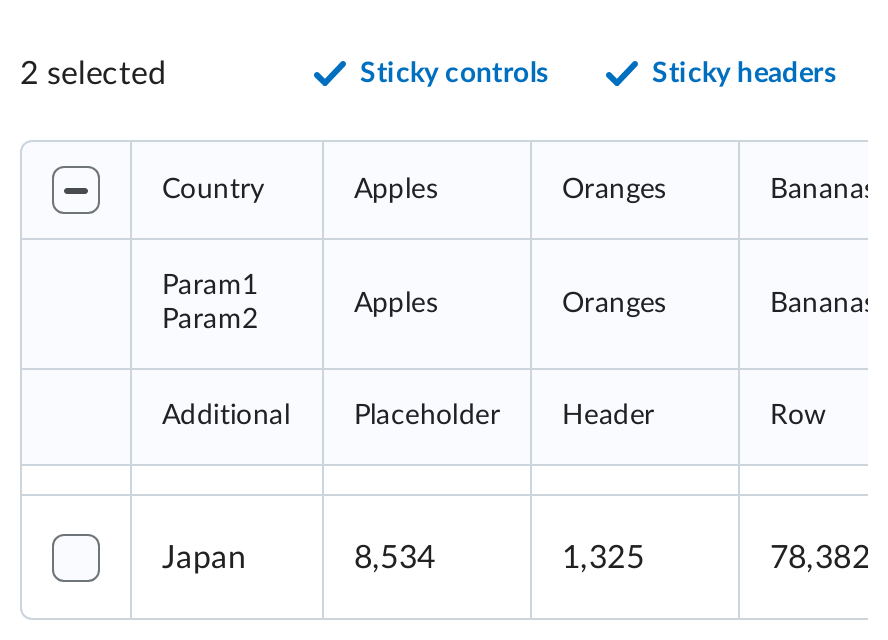 2 selected Sticky controls Sticky headers
Country Apples Oranges Bananas
Param1
Param2 Apples Oranges Bananas
Additional Placeholder Header Row
Japan 8,534 1,325 78,382